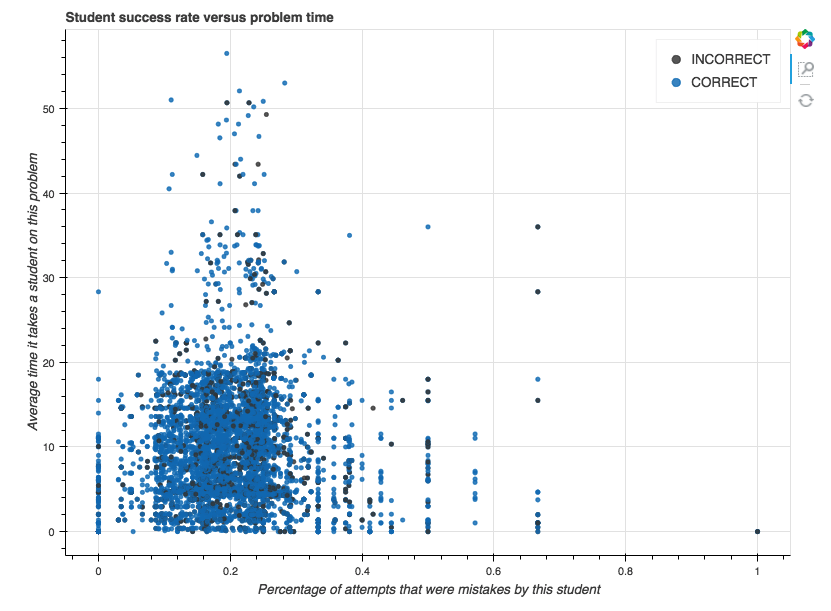 Student success rate versus problem time
INCORRECT
CORRECT
Average time it takes a student on this problem
50
40
30
20
10
0
0
0.2
0.4
0.6
0.8
1
Percentage of attempts that were mistakes by this student